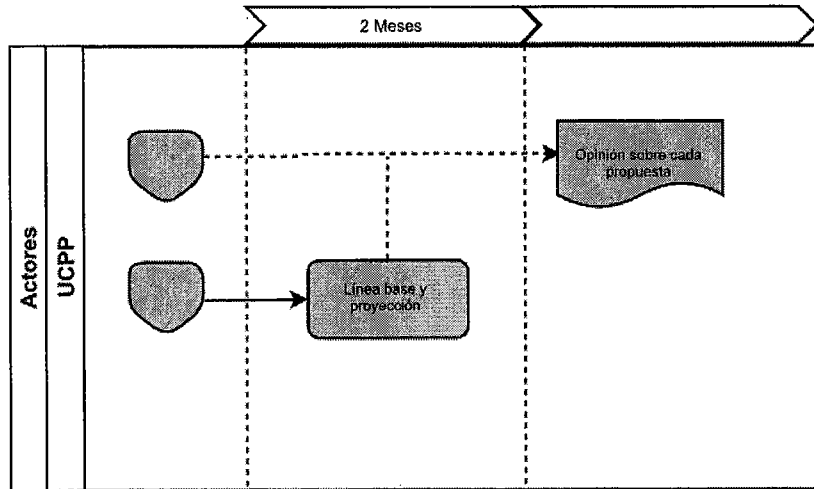 2 Meses
Actores
UCPP
Opinión sobre cada
propuesta
Línea base y
proyección